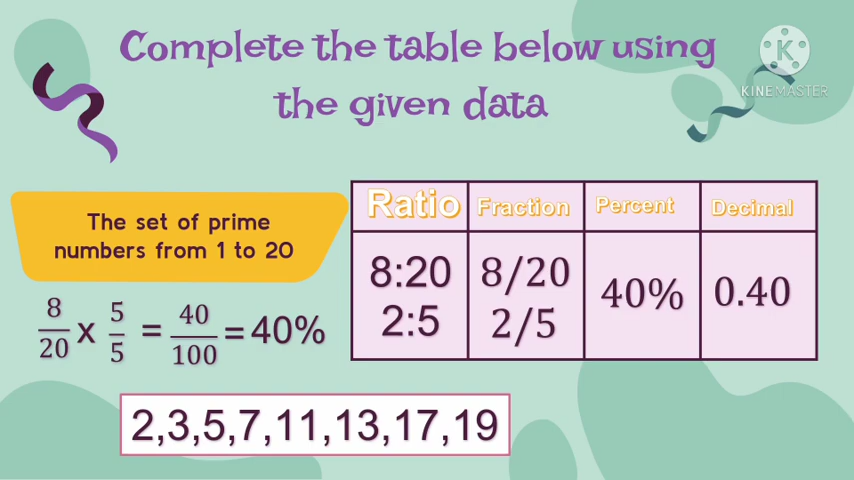 Complete the table below using
the given data
KINEMASTER
K
The set of prime
numbers from 1 to 20
Ratio Fraction Percent Decimal
8:20 8/20 40% 0.40
2:5 2/5
8/20 x 5/5 = 40/100 = 40%
2,3,5,7,11,13,17,19